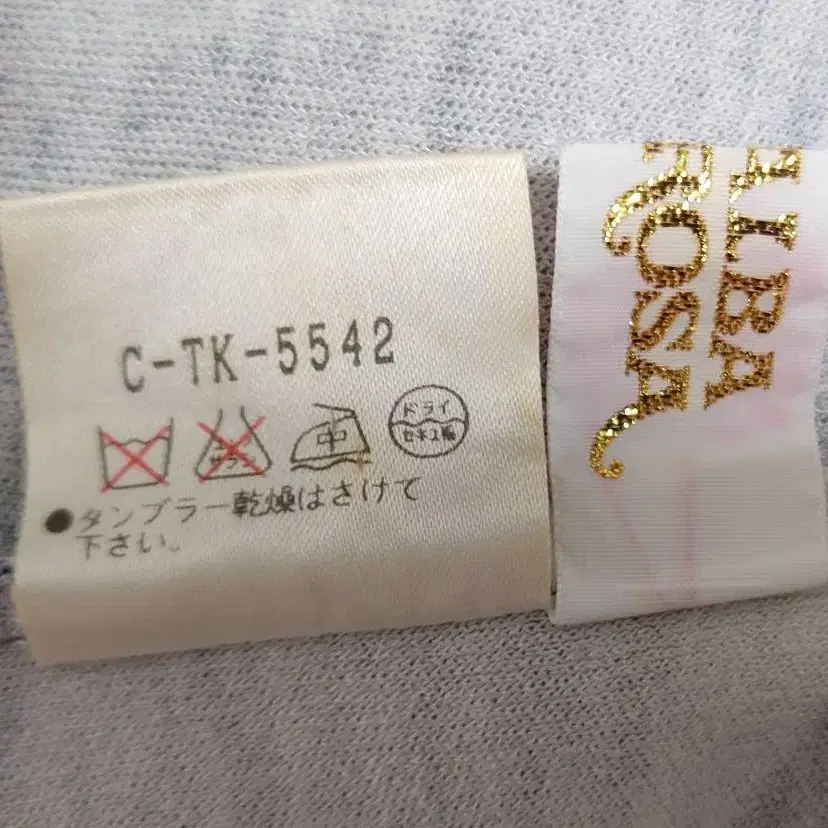 C-TK-5542
中
ドライ
セキユ系
●タンブラー乾燥はさけて
下さい。
ALBA
ROSA